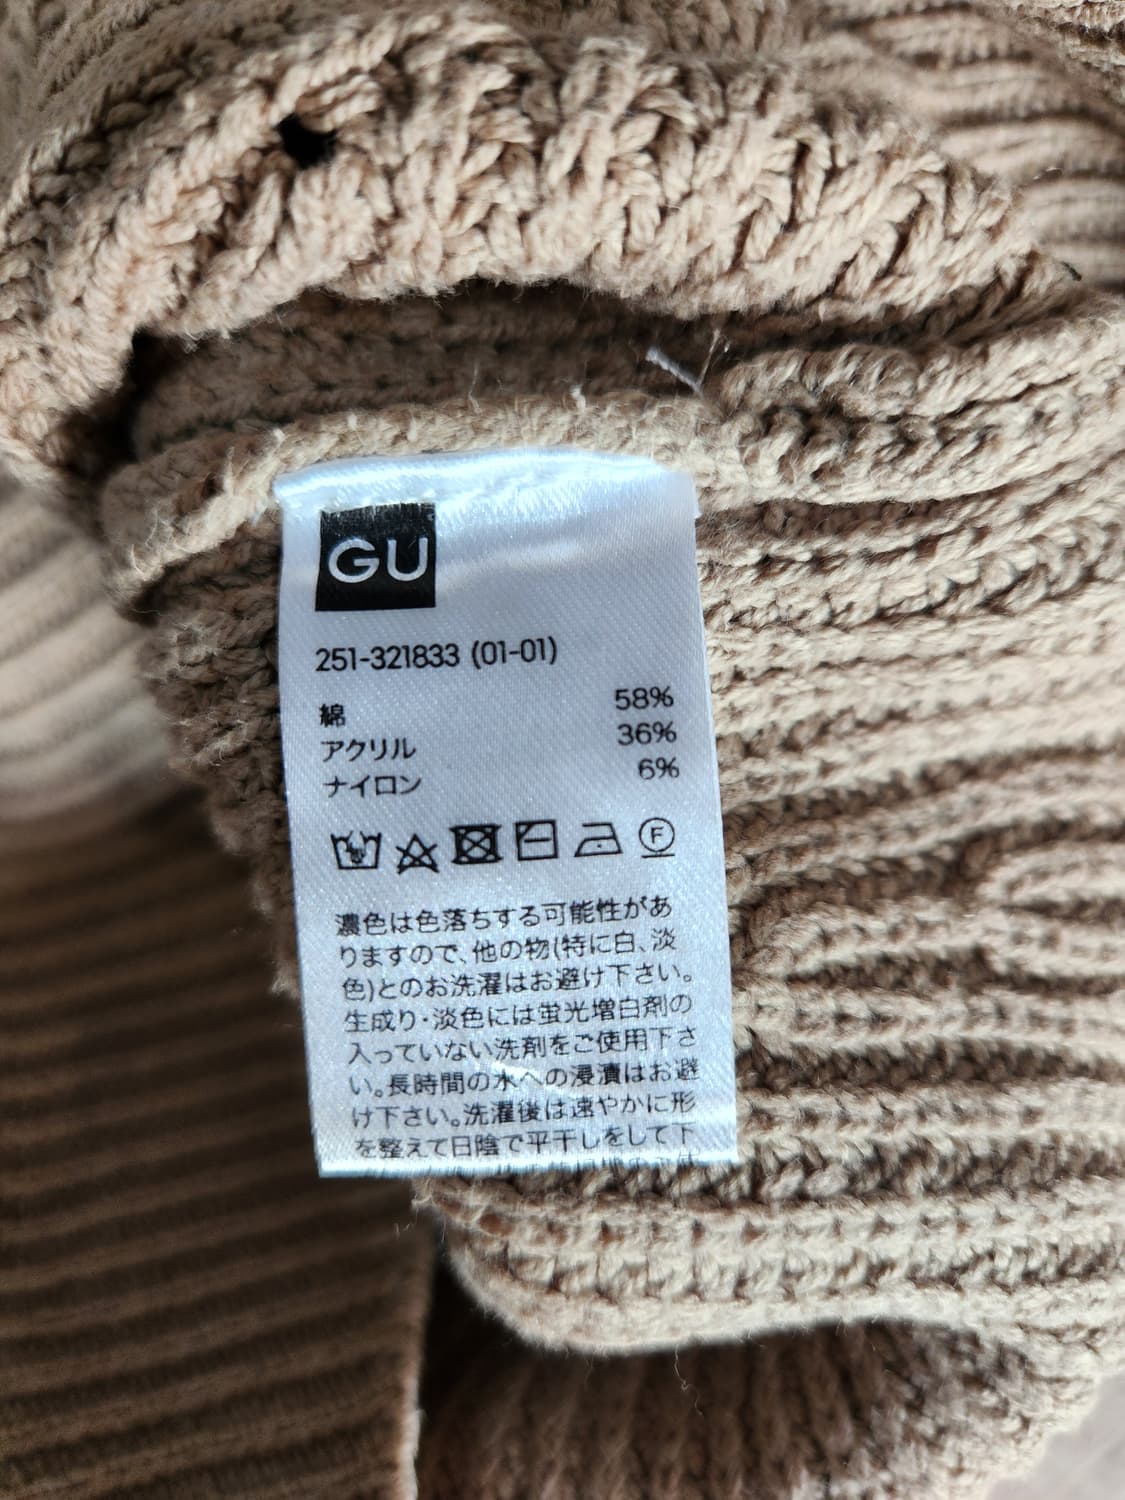 GU
251-321833 (01-01)
綿 58%
アクリル 36%
ナイロン 6%
F
濃色は色落ちする可能性があ
りますので、他の物(特に白、淡
色)とのお洗濯はお避け下さい。
生成り・淡色には蛍光増白剤の
入っていない洗剤をご使用下さ
い。長時間の水への浸漬はお避
け下さい。洗濯後は速やかに形
を整えて日陰で平干しをして下